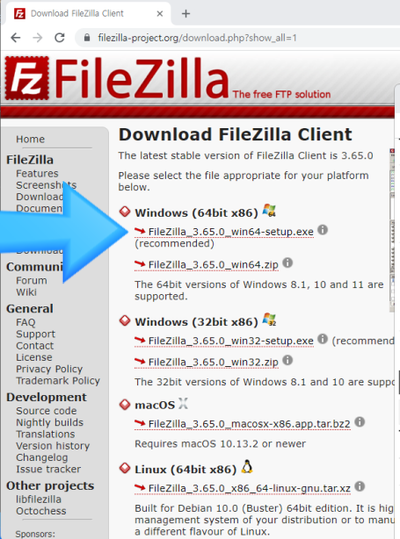 Download FileZilla Client
filezilla-project.org/download.php?show_all=1
FileZilla The free FTP solution
Home
FileZilla
Features
Screenshots
Download
Docume
Download
Communi
Forum
Wiki
General
FAQ
Support
Contact
License
Privacy Policy
Trademark Policy
Development
Source code
Nightly builds
Translations
Version history
Changelog
Issue tracker
Other projects
libfilezilla
Octochess
Sponsors:
Download FileZilla Client
The latest stable version of FileZilla Client is 3.65.0
Please select the file appropriate for your platform
below.
Windows (64bit x86)
FileZilla_3.65.0_win64-setup.exe
(recommended)
FileZilla_3.65.0_win64.zip
The 64bit versions of Windows 8.1, 10 and 11 are
supported.
Windows (32bit x86)
FileZilla_3.65.0_win32-setup.exe (recommend
FileZilla_3.65.0_win32.zip
The 32bit versions of Windows 8.1 and 10 are suppo
macOS
FileZilla_3.65.0_macosx-x86.app.tar.bz2
Requires macOS 10.13.2 or newer
Linux (64bit x86)
FileZilla_3.65.0_x86_64-linux-gnu.tar.xz
Built for Debian 10.0 (Buster) 64bit edition. It is hig
management system of your distribution or to manu
a different flavour of Linux.